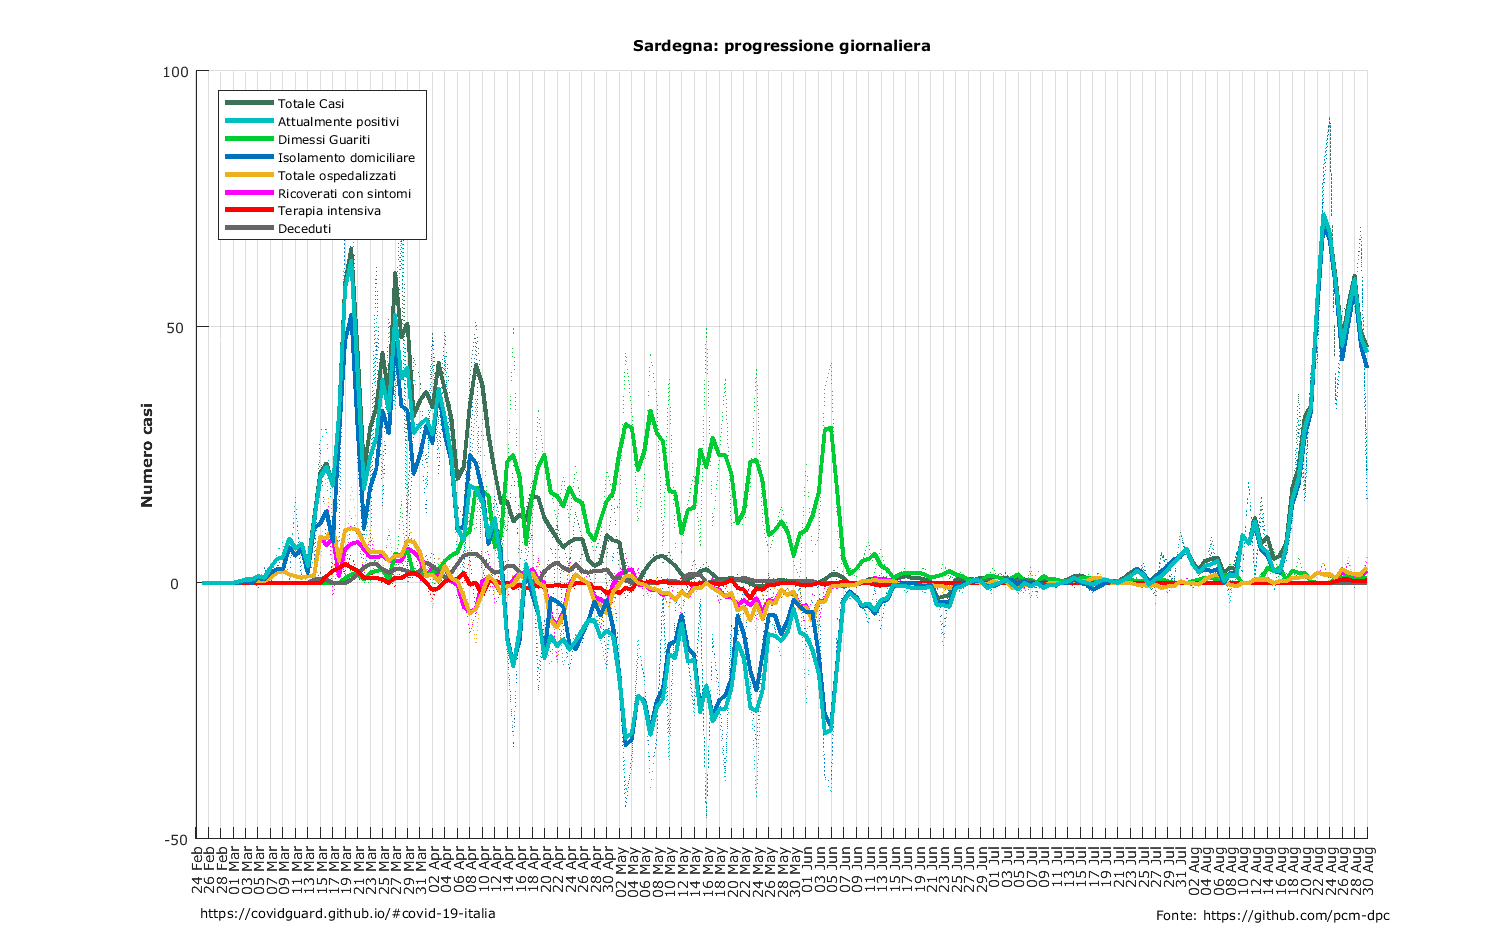 Sardegna: progressione giornaliera
100
50
0
-50
Numero casi
Totale Casi
Attualmente positivi
Dimessi Guariti
Isolamento domiciliare
Totale ospedalizzati
Ricoverati con sintomi
Terapia intensiva
Deceduti
24 Feb
26 Feb
28 Feb
01 Mar
03 Mar
05 Mar
07 Mar
09 Mar
11 Mar
13 Mar
15 Mar
17 Mar
19 Mar
21 Mar
23 Mar
25 Mar
27 Mar
29 Mar
31 Mar
02 Apr
04 Apr
06 Apr
08 Apr
10 Apr
12 Apr
14 Apr
16 Apr
18 Apr
20 Apr
22 Apr
24 Apr
26 Apr
28 Apr
30 Apr
02 May
04 May
06 May
08 May
10 May
12 May
14 May
16 May
18 May
20 May
22 May
24 May
26 May
28 May
30 May
01 Jun
03 Jun
05 Jun
07 Jun
09 Jun
11 Jun
13 Jun
15 Jun
17 Jun
19 Jun
21 Jun
23 Jun
25 Jun
27 Jun
29 Jun
01 Jul
03 Jul
05 Jul
07 Jul
09 Jul
11 Jul
13 Jul
15 Jul
17 Jul
19 Jul
21 Jul
23 Jul
25 Jul
27 Jul
29 Jul
31 Jul
02 Aug
04 Aug
06 Aug
08 Aug
10 Aug
12 Aug
14 Aug
16 Aug
18 Aug
20 Aug
22 Aug
24 Aug
26 Aug
28 Aug
30 Aug
https://covidguard.github.io/#covid-19-italia
Fonte: https://github.com/pcm-dpc